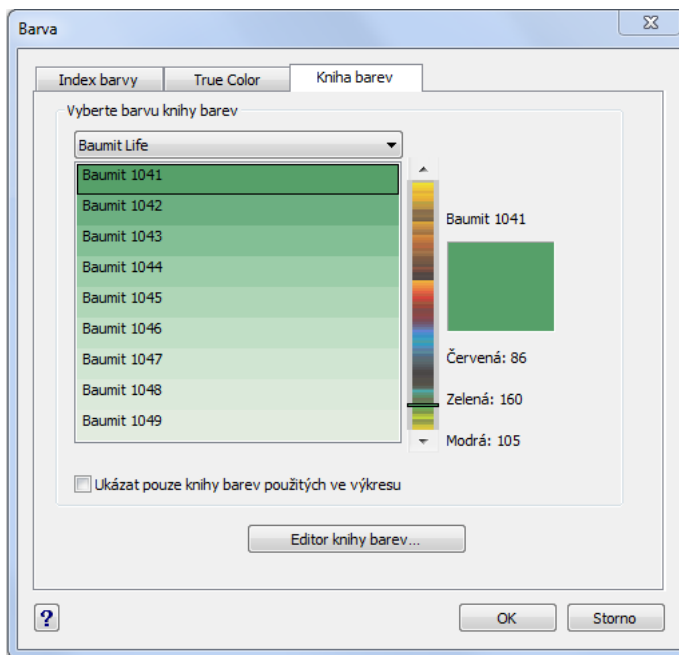 Barva
Index barvy
True Color
Kniha barev
Vyberte barvu knihy barev
Baumit Life
Baumit 1041
Baumit 1042
Baumit 1043
Baumit 1044
Baumit 1045
Baumit 1046
Baumit 1047
Baumit 1048
Baumit 1049
Baumit 1041
Červená: 86
Zelená: 160
Modrá: 105
Ukázat pouze knihy barev použitých ve výkresu
Editor knihy barev...
?
OK
Storno